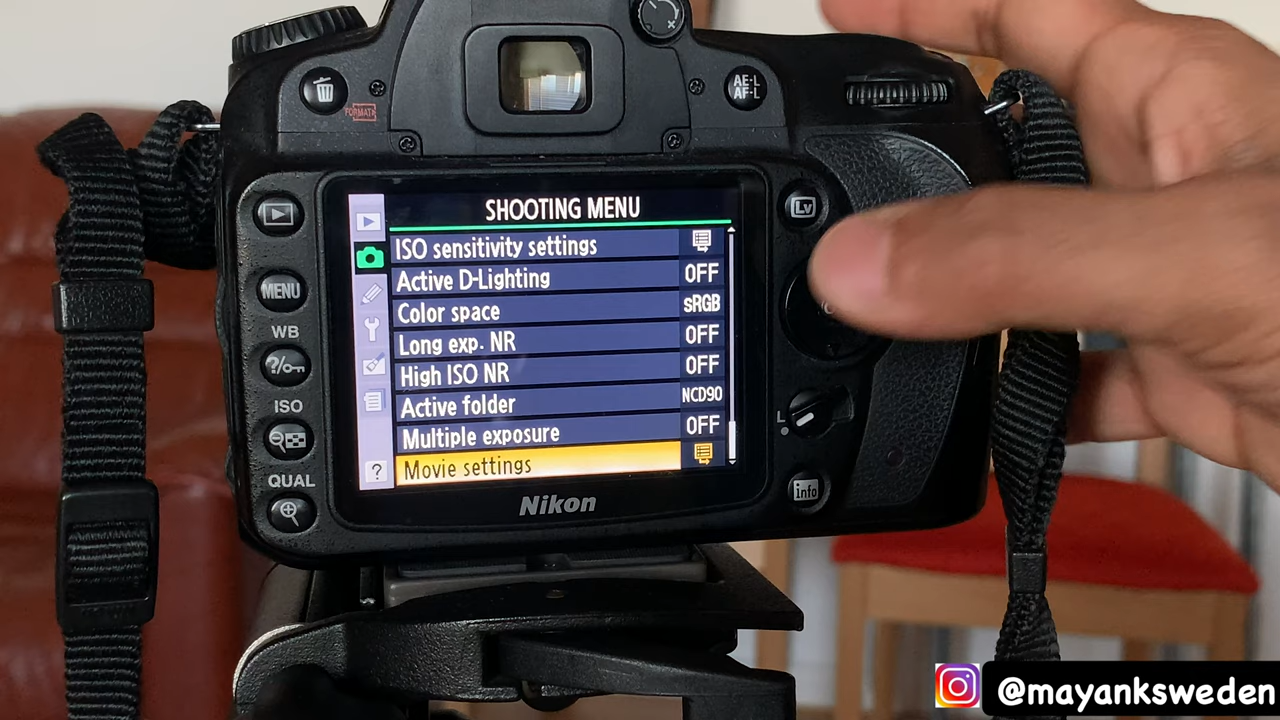 AE-L
AF-L
FORMAT
Lv
SHOOTING MENU
ISO sensitivity settings
Active D-Lighting OFF
Color space sRGB
Long exp. NR OFF
High ISO NR OFF
Active folder NCD90
Multiple exposure OFF
Movie settings
?
MENU
WB
?/
ISO
QUAL
L
info
Nikon
@mayanksweden